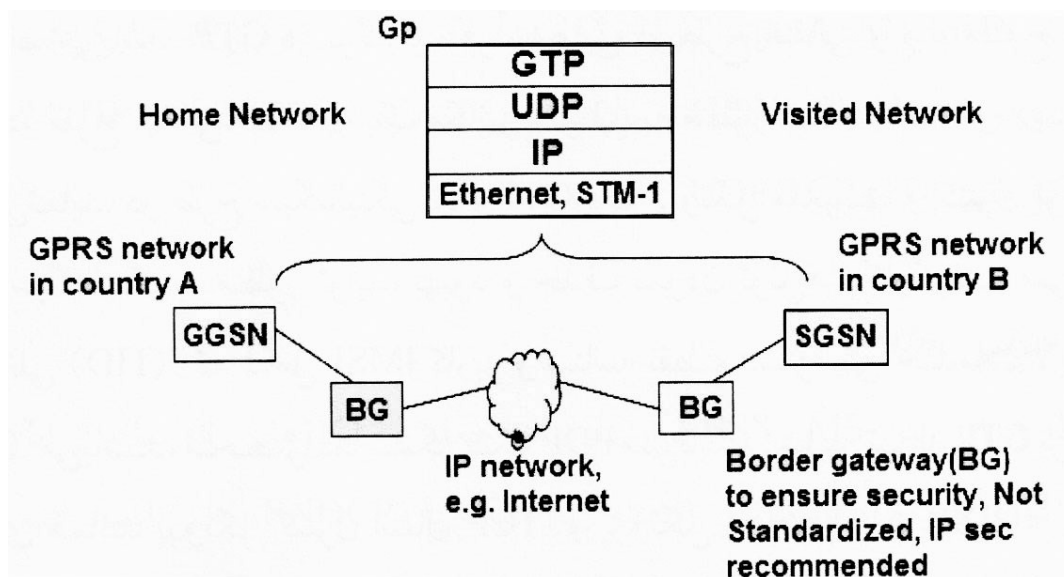 Gp
GTP
UDP
IP
Ethernet, STM-1
Home Network
Visited Network
GPRS network
in country A
GPRS network
in country B
GGSN
SGSN
BG
BG
IP network,
e.g. Internet
Border gateway(BG)
to ensure security, Not
Standardized, IP sec
recommended